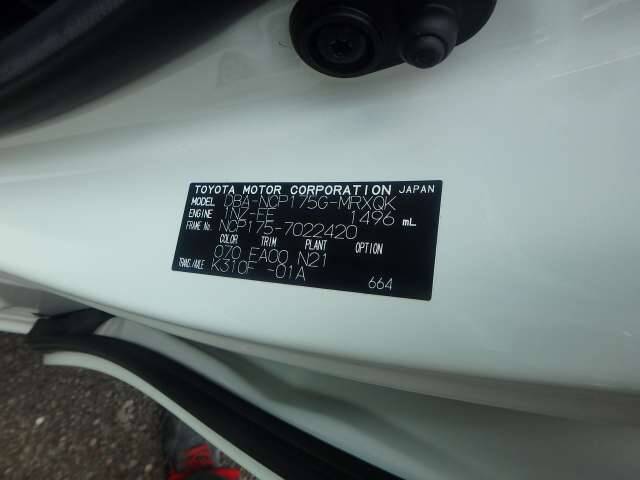 TOYOTA MOTOR CORPORATION JAPAN
MODEL DBA-NCP175G-MRXQK
ENGINE 1NZ-FE 1496 mL
FRAME No. NCP175-7022420
COLOR TRIM PLANT OPTION
070 EA00 N21
TRANS./AXLE K310F -01A
664